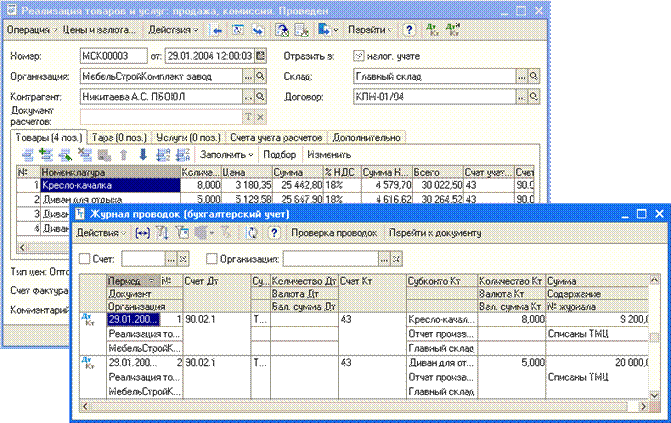 Реализация товаров и услуг: продажа, комиссия. Проведен
Операция Цены и валюта... Действия Перейти
Номер: МСК00003 от: 29.01.2004 12:00:03 Отразить в: налог. учете
Организация: МебельСтройКомплект завод Склад: Главный склад
Контрагент: Никитаева А.С. ПБОЮЛ Договор: КПМ-01/04
Документ
расчетов:
Товары (4 поз.) Тара (0 поз.) Услуги (0 поз.) Счета учета расчетов Дополнительно
Заполнить Подбор Изменить
№ Номенклатура Количе... Цена Сумма % НДС Сумма Н... Всего Счет учет...
1 Кресло-качалка 8,000 3 180,35 25 442,80 18% 4 579,70 30 022,50 43 90.
2 Диван для отдыха 5,000 5 129,58 25 647,90 18% 4 616,62 30 264,52 43 90.
3 Диван
4 Диван
Тип цен: Опто
Счет фактура
Комментарий
Журнал проводок (бухгалтерский учет)
Действия Проверка проводок Перейти к документу
Счет: Организация:
Период № Счет Дт Су... Количество Дт Счет Кт Субконто Кт Количество Кт Сумма
Документ Валюта Дт Валюта Кт Содержание
Организация Вал. сумма Дт Вал. сумма Кт № журнала
Дт Кт 29.01.200... 1 90.02.1 Т... 43 Кресло-качал... 8,000 9 200,
Реализация то... Отчет произв... Списаны ТМЦ
МебельСтройК... Главный склад
Дт Кт 29.01.200... 2 90.02.1 Т... 43 Диван для от... 5,000 20 000,
Реализация то... Отчет произв... Списаны ТМЦ
МебельСтройК... Главный склад